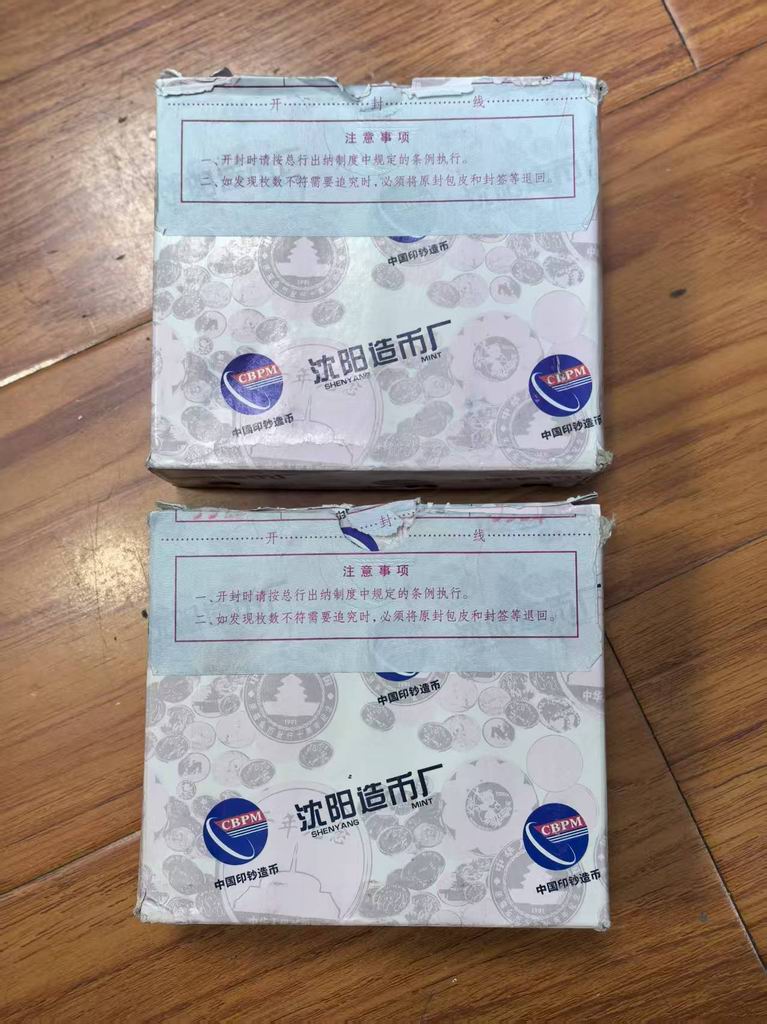 开 封 线
注意事项
一、开封时请按总行出纳制度中规定的条例执行。
二、如发现枚数不符需要追究时,必须将原封包皮和封签等退回。
中国印钞造币
1991
沈阳造币厂
SHENYANG MINT
CBPM
中国印钞造币
CBPM
中国印钞造币
开 封 线
注意事项
一、开封时请按总行出纳制度中规定的条例执行。
二、如发现枚数不符需要追究时,必须将原封包皮和封签等退回。
中国印钞造币
1991
沈阳造币厂
SHENYANG MINT
CBPM
中国印钞造币
CBPM
中国印钞造币